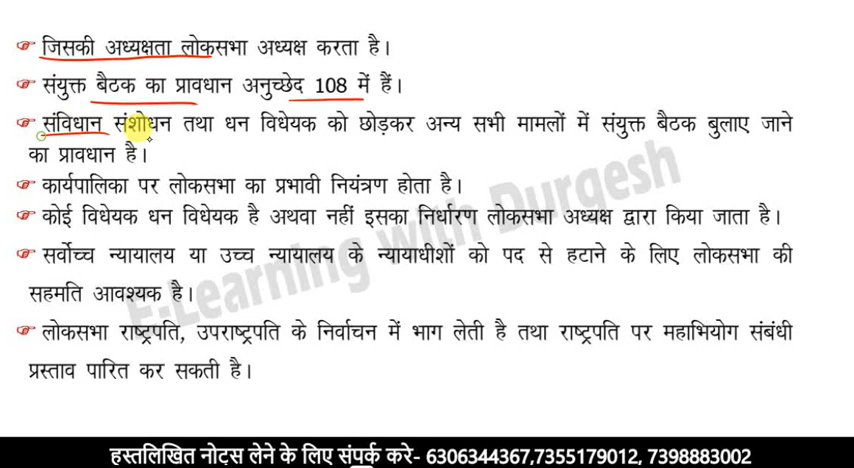 ☞ जिसकी अध्यक्षता लोकसभा अध्यक्ष करता है।
☞ संयुक्त बैठक का प्रावधान अनुच्छेद 108 में हैं।
☞ संविधान संशोधन तथा धन विधेयक को छोड़कर अन्य सभी मामलों में संयुक्त बैठक बुलाए जाने
का प्रावधान है।
☞ कार्यपालिका पर लोकसभा का प्रभावी नियंत्रण होता है।
☞ कोई विधेयक धन विधेयक है अथवा नहीं इसका निर्धारण लोकसभा अध्यक्ष द्वारा किया जाता है।
☞ सर्वोच्च न्यायालय या उच्च न्यायालय के न्यायाधीशों को पद से हटाने के लिए लोकसभा की
सहमति आवश्यक है।
☞ लोकसभा राष्ट्रपति, उपराष्ट्रपति के निर्वाचन में भाग लेती है तथा राष्ट्रपति पर महाभियोग संबंधी
प्रस्ताव पारित कर सकती है।
E-Learning with Durgesh
हस्तलिखित नोट्स लेने के लिए संपर्क करे- 6306344367,7355179012, 7398883002